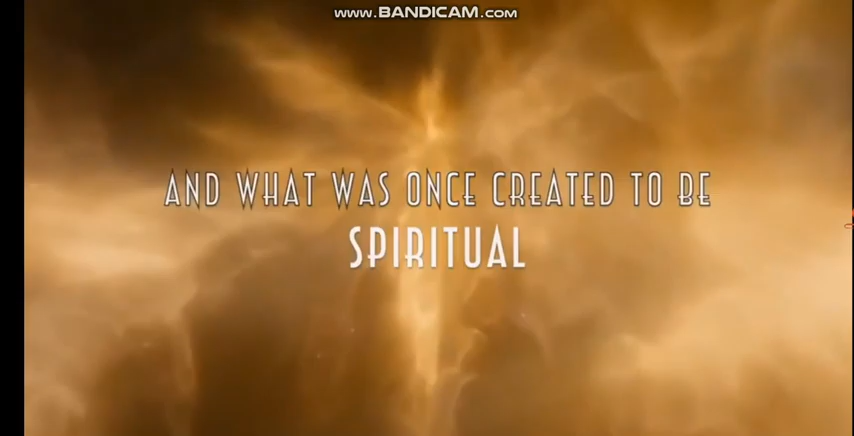 www.BANDICAM.com
AND WHAT WAS ONCE CREATED TO BE
SPIRITUAL